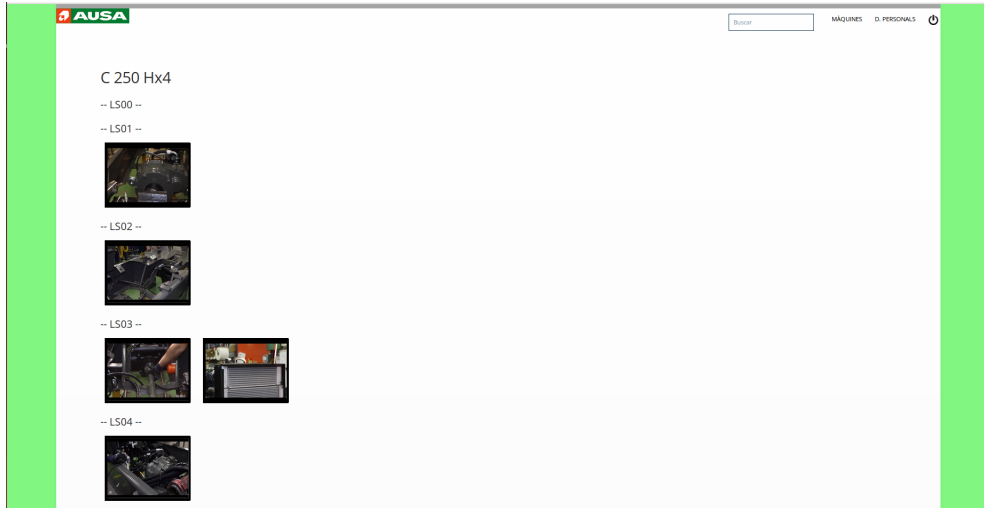 AUSA
Buscar
MÀQUINES
D. PERSONALS
C 250 Hx4
-- LS00 --
-- LS01 --
-- LS02 --
-- LS03 --
-- LS04 --